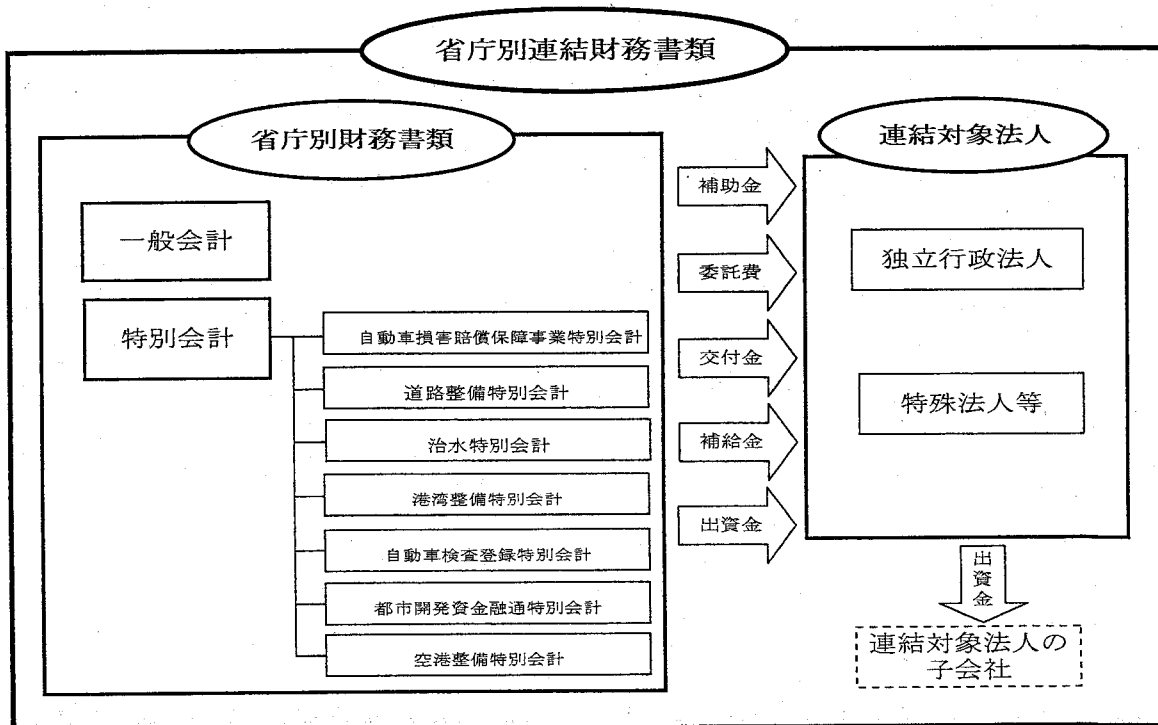 省庁別連結財務書類
省庁別財務書類
一般会計
特別会計
自動車損害賠償保障事業特別会計
道路整備特別会計
治水特別会計
港湾整備特別会計
自動車検査登録特別会計
都市開発資金融通特別会計
空港整備特別会計
補助金
委託費
交付金
補給金
出資金
連結対象法人
独立行政法人
特殊法人等
出資金
連結対象法人の
子会社